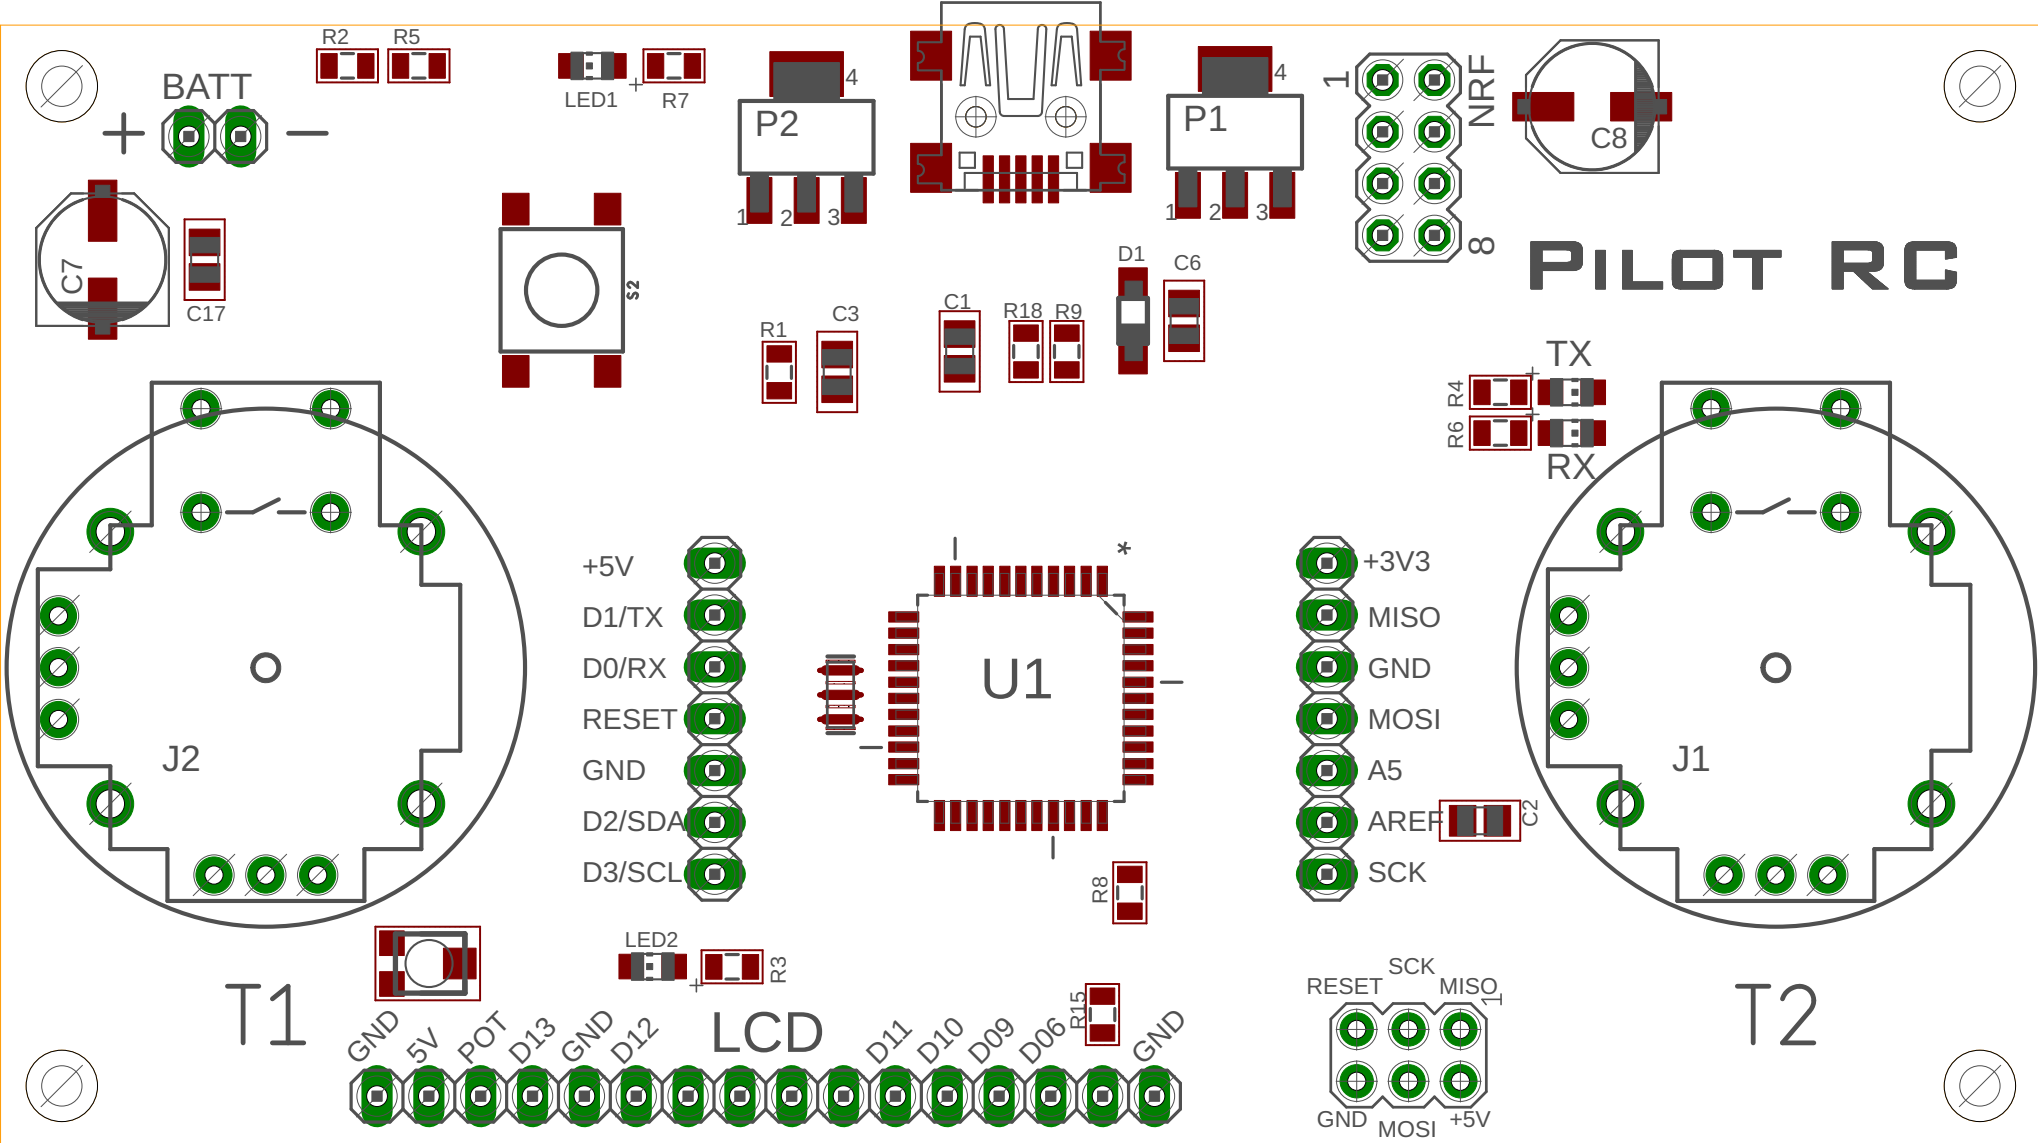 R2
R5
BATT
+
−
LED1
+
R7
P2
4
1
2
3
P1
4
1
2
3
1
NRF
8
C8
PILOT RC
C7
C17
S2
R1
C3
C1
R18
R9
D1
C6
TX
R4
+
R6
+
RX
+5V
D1/TX
D0/RX
RESET
GND
D2/SDA
D3/SCL
*
U1
+3V3
MISO
GND
MOSI
A5
AREF
SCK
C2
J2
J1
R8
LED2
+
R3
R15
T1
T2
LCD
GND
5V
POT
D13
GND
D12
D11
D10
D09
D06
GND
SCK
RESET
MISO
1
GND
MOSI
+5V